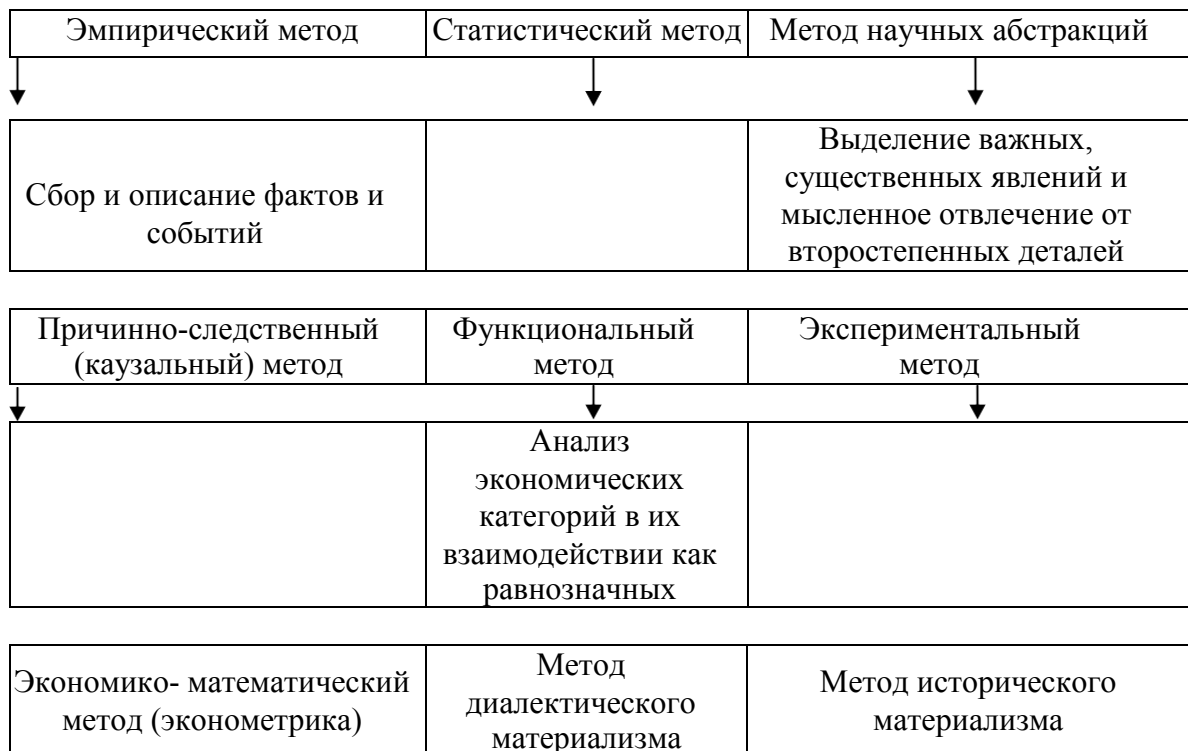 Эмпирический метод
Статистический метод
Метод научных абстракций
Сбор и описание фактов и
событий
Выделение важных,
существенных явлений и
мысленное отвлечение от
второстепенных деталей
Причинно-следственный
(каузальный) метод
Функциональный
метод
Экспериментальный
метод
Анализ
экономических
категорий в их
взаимодействии как
равнозначных
Экономико- математический
метод (эконометрика)
Метод
диалектического
материализма
Метод исторического
материализма